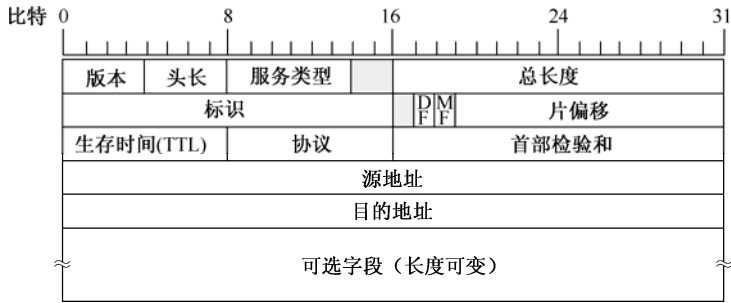 比特 0 8 16 24 31
版本 头长 服务类型 总长度
标识 DF MF 片偏移
生存时间(TTL) 协议 首部检验和
源地址
目的地址
可选字段（长度可变）